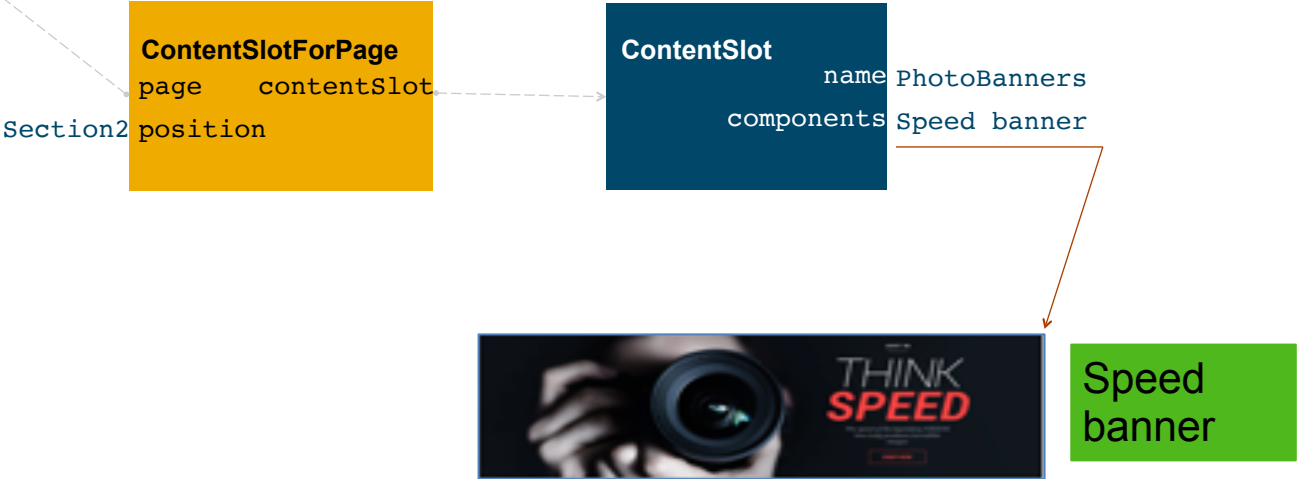 ContentSlotForPage
page contentSlot
Section2 position
ContentSlot
name PhotoBanners
components Speed banner
THINK
SPEED
Speed
banner